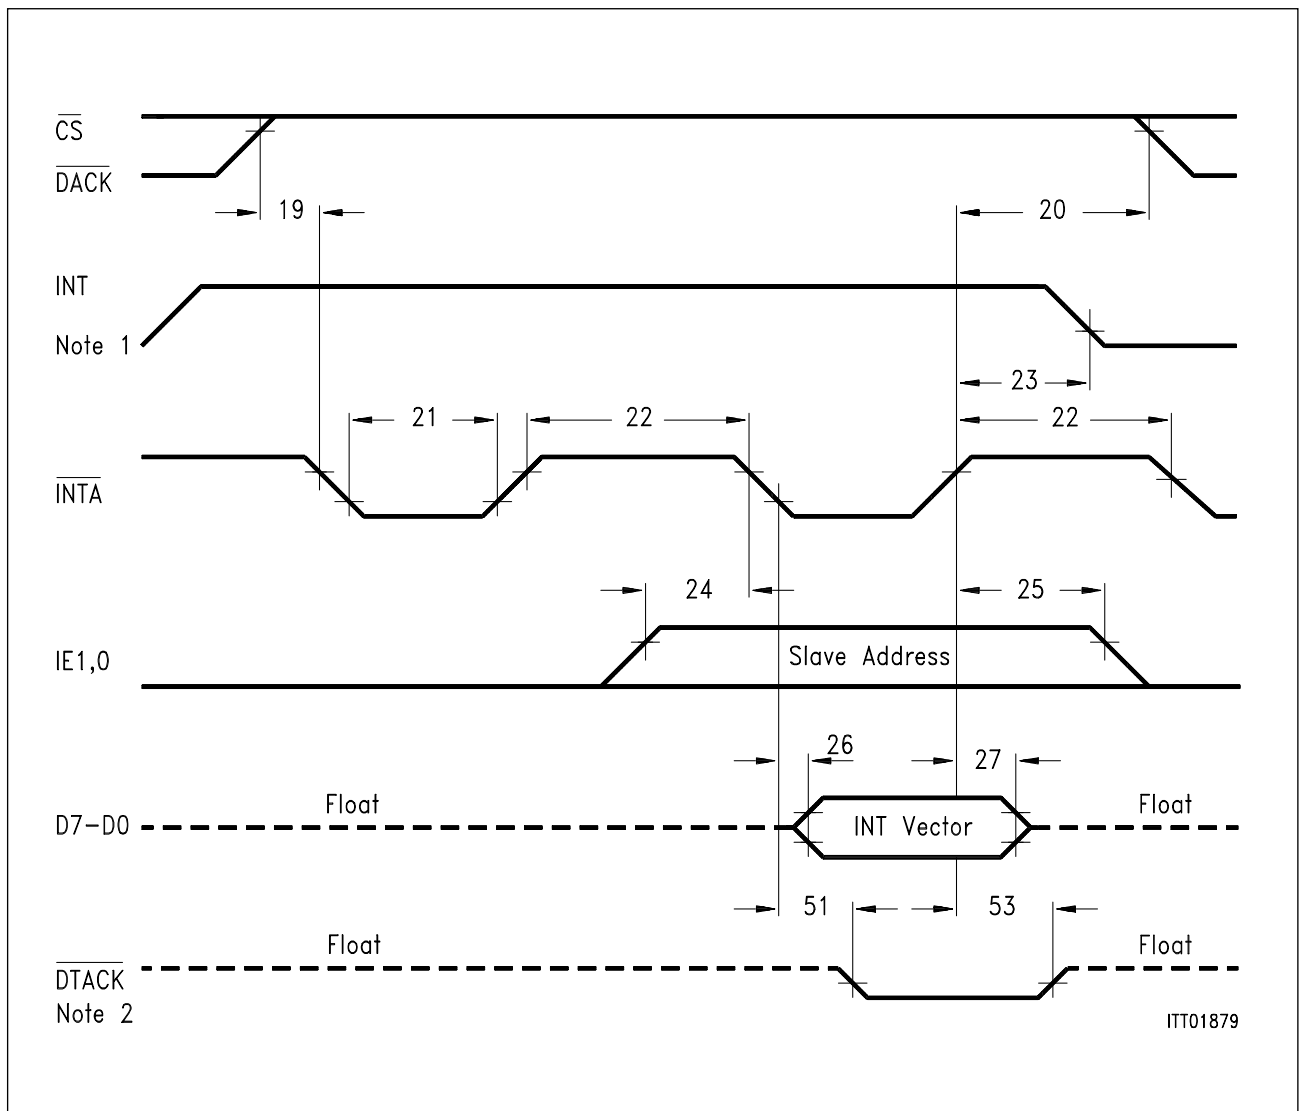 CS
DACK
19
20
INT
Note 1
23
21
22
22
INTA
24
25
IE1,0
Slave Address
26
27
Float
Float
D7-D0
INT Vector
51
53
Float
Float
DTACK
Note 2
ITT01879